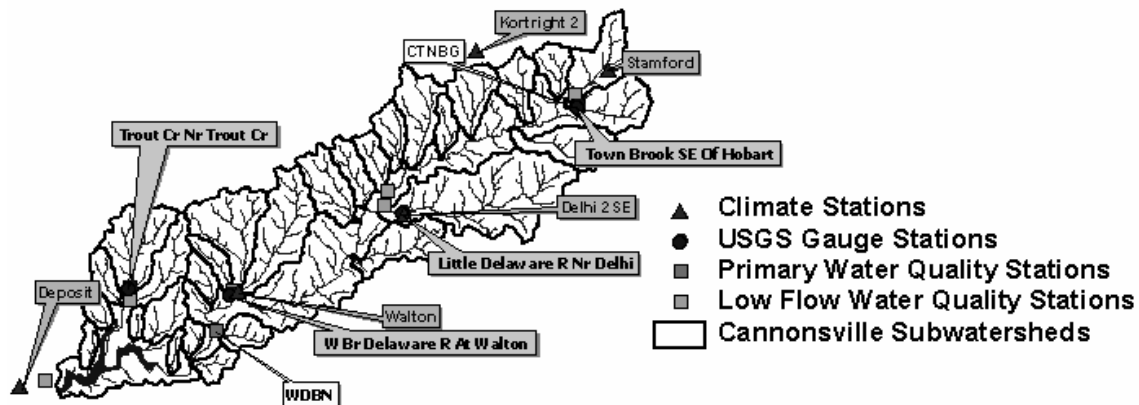 Kortright 2
CTNBG
Stamford
Trout Cr Nr Trout Cr
Town Brook SE Of Hobart
Delhi 2 SE
Little Delaware R Nr Delhi
Deposit
Walton
W Br Delaware R At Walton
WDBN
Climate Stations
USGS Gauge Stations
Primary Water Quality Stations
Low Flow Water Quality Stations
Cannonsville Subwatersheds